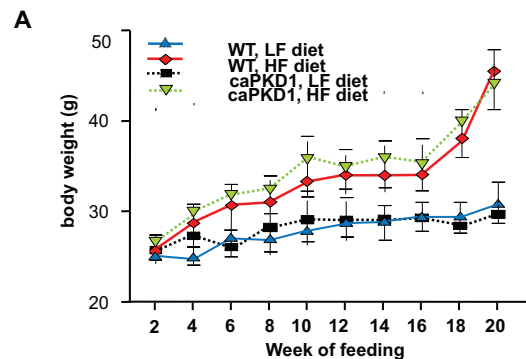 A
50
40
30
20
body weight (g)
WT, LF diet
WT, HF diet
caPKD1, LF diet
caPKD1, HF diet
2 4 6 8 10 12 14 16 18 20
Week of feeding